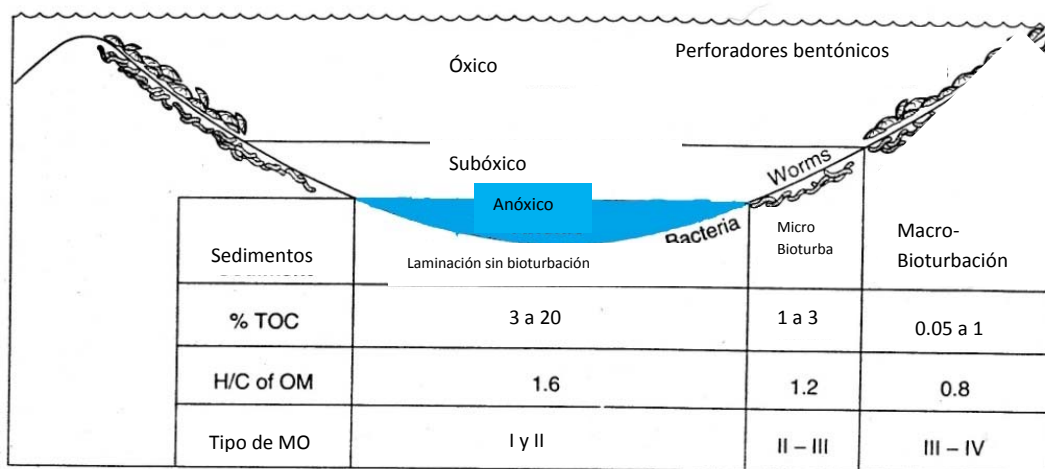 Óxico
Perforadores bentónicos
Subóxico
Worms
Anóxico
Bacteria
Sedimentos
Laminación sin bioturbación
Micro
Bioturba
Macro-
Bioturbación
% TOC
3 a 20
1 a 3
0.05 a 1
H/C of OM
1.6
1.2
0.8
Tipo de MO
I y II
II – III
III – IV